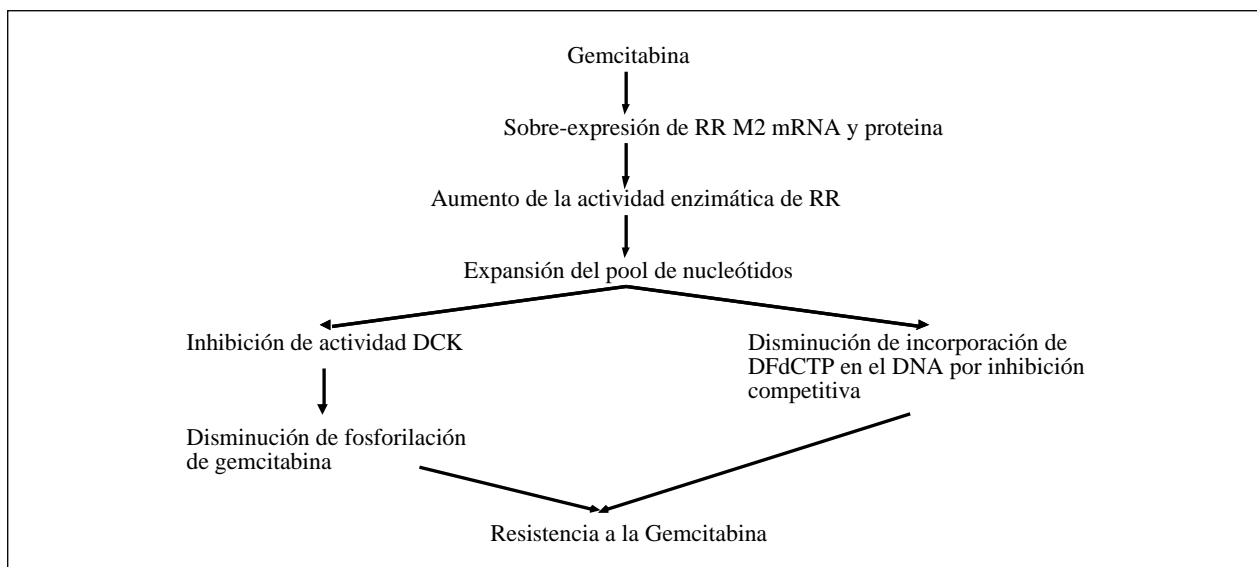 Gemcitabina
Sobre-expresión de RR M2 mRNA y proteina
Aumento de la actividad enzimática de RR
Expansión del pool de nucleótidos
Inhibición de actividad DCK
Disminución de fosforilación
de gemcitabina
Disminución de incorporación de
DFdCTP en el DNA por inhibición
competitiva
Resistencia a la Gemcitabina